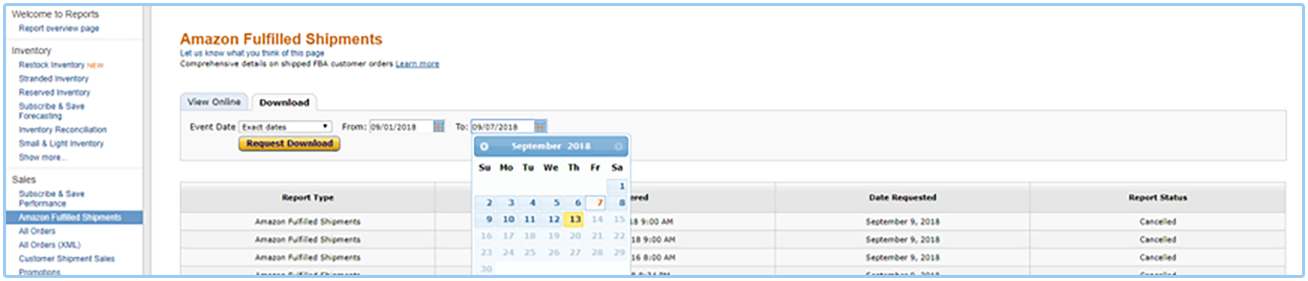 Welcome to Reports
Report overview page
Inventory
Restock Inventory NEW
Stranded Inventory
Reserved Inventory
Subscribe & Save
Forecasting
Inventory Reconciliation
Small & Light Inventory
Show more...
Sales
Subscribe & Save
Performance
Amazon Fulfilled Shipments
All Orders
All Orders (XML)
Customer Shipment Sales
Promotions
Amazon Fulfilled Shipments
Let us know what you think of this page
Comprehensive details on shipped FBA customer orders Learn more
View Online Download
Event Date Exact dates From: 09/01/2018 To: 09/07/2018
Request Download
September 2018
Su Mo Tu We Th Fr Sa
1
2 3 4 5 6 7 8
9 10 11 12 13 14 15
16 17 18 19 20 21 22
23 24 25 26 27 28 29
30
Report Type ered Date Requested Report Status
Amazon Fulfilled Shipments 18 9:00 AM September 9, 2018 Cancelled
Amazon Fulfilled Shipments 18 9:00 AM September 9, 2018 Cancelled
Amazon Fulfilled Shipments 16 8:00 AM September 9, 2018 Cancelled
Amazon Fulfilled Shipments September 9, 2018 Cancelled